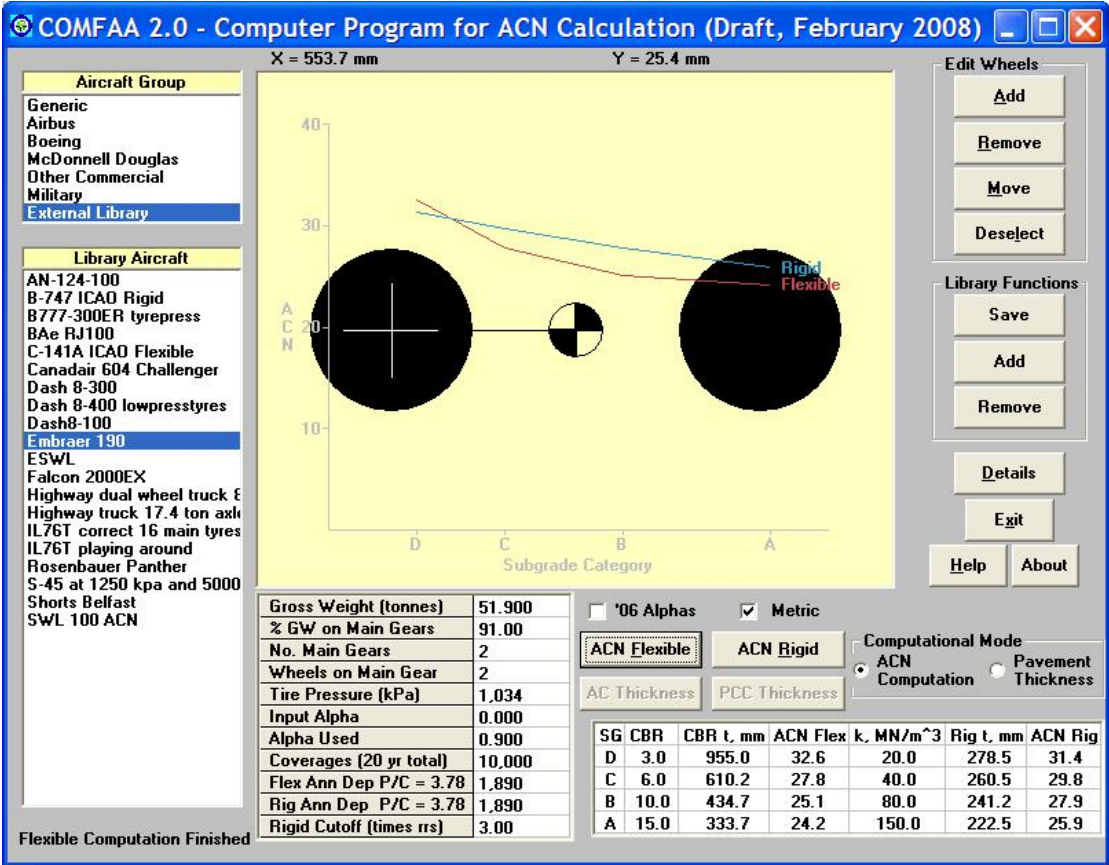 COMFAA 2.0 - Computer Program for ACN Calculation (Draft, February 2008)
X = 553.7 mm Y = 25.4 mm
Aircraft Group
Generic
Airbus
Boeing
McDonnell Douglas
Other Commercial
Military
External Library
Library Aircraft
AN-124-100
B-747 ICAO Rigid
B777-300ER tyrepress
BAe RJ100
C-141A ICAO Flexible
Canadair 604 Challenger
Dash 8-300
Dash 8-400 lowpresstyres
Dash8-100
Embraer 190
ESWL
Falcon 2000EX
Highway dual wheel truck 8
Highway truck 17.4 ton axle
IL76T correct 16 main tyres
IL76T playing around
Rosenbauer Panther
S-45 at 1250 kpa and 5000
Shorts Belfast
SWL 100 ACN
Flexible Computation Finished
40
30
20
10
A
C
N
Rigid
Flexible
D C B A
Subgrade Category
Edit Wheels
Add
Remove
Move
Deselect
Library Functions
Save
Add
Remove
Details
Exit
Help About
Gross Weight (tonnes) 51.900
% GW on Main Gears 91.00
No. Main Gears 2
Wheels on Main Gear 2
Tire Pressure (kPa) 1,034
Input Alpha 0.000
Alpha Used 0.900
Coverages (20 yr total) 10,000
Flex Ann Dep P/C = 3.78 1,890
Rig Ann Dep P/C = 3.78 1,890
Rigid Cutoff (times rrs) 3.00
'06 Alphas Metric
ACN Flexible ACN Rigid
AC Thickness PCC Thickness
Computational Mode
ACN Computation
Pavement Thickness
SG CBR CBR t, mm ACN Flex k, MN/m^3 Rig t, mm ACN Rig
D 3.0 955.0 32.6 20.0 278.5 31.4
C 6.0 610.2 27.8 40.0 260.5 29.8
B 10.0 434.7 25.1 80.0 241.2 27.9
A 15.0 333.7 24.2 150.0 222.5 25.9